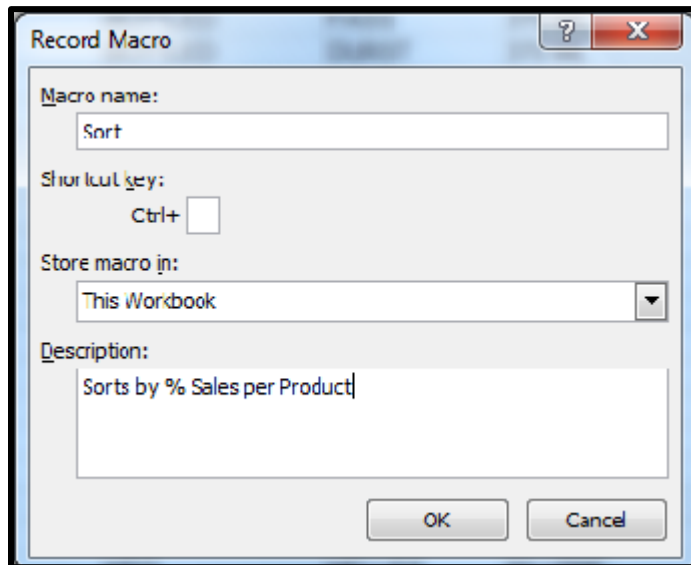 Record Macro
Macro name:
Sort
Shortcut key:
Ctrl+
Store macro in:
This Workbook
Description:
Sorts by % Sales per Product
OK Cancel